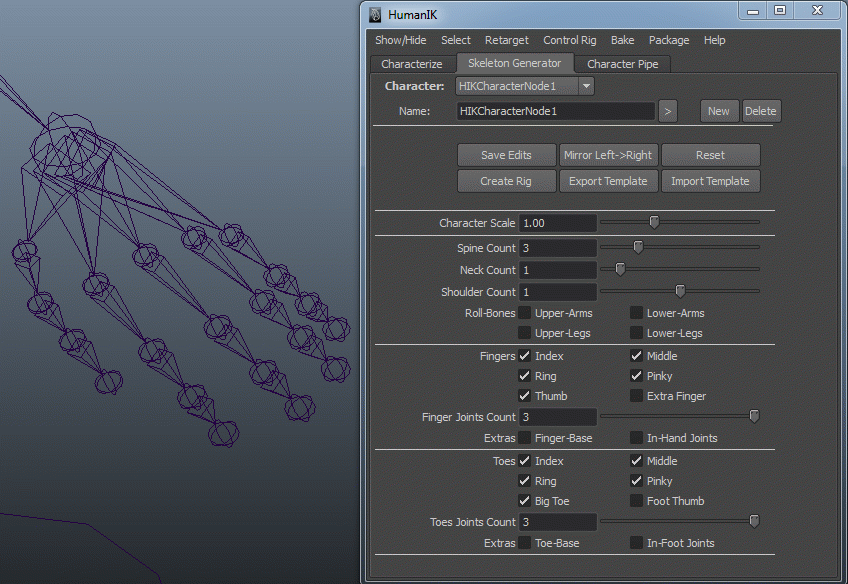 HumanIK
Show/Hide Select Retarget Control Rig Bake Package Help
Characterize Skeleton Generator Character Pipe
Character: HIKCharacterNode1
Name: HIKCharacterNode1 > New Delete
Save Edits Mirror Left->Right Reset
Create Rig Export Template Import Template
Character Scale 1.00
Spine Count 3
Neck Count 1
Shoulder Count 1
Roll-Bones Upper-Arms Lower-Arms
Upper-Legs Lower-Legs
Fingers Index Middle
Ring Pinky
Thumb Extra Finger
Finger Joints Count 3
Extras Finger-Base In-Hand Joints
Toes Index Middle
Ring Pinky
Big Toe Foot Thumb
Toes Joints Count 3
Extras Toe-Base In-Foot Joints